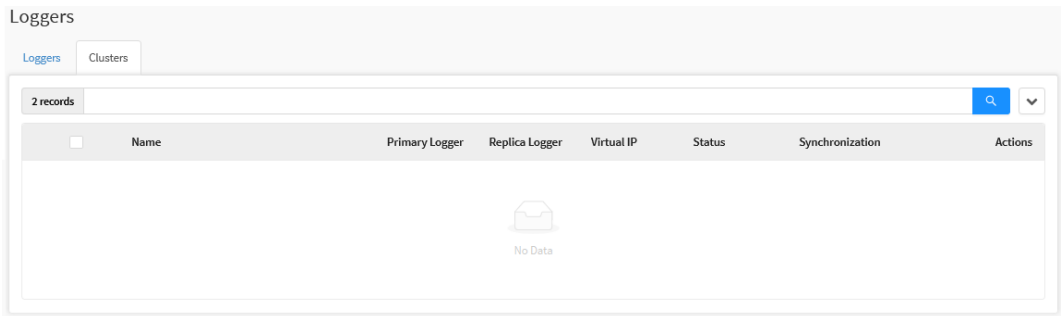 Loggers
Loggers Clusters
2 records
Name Primary Logger Replica Logger Virtual IP Status Synchronization Actions
No Data